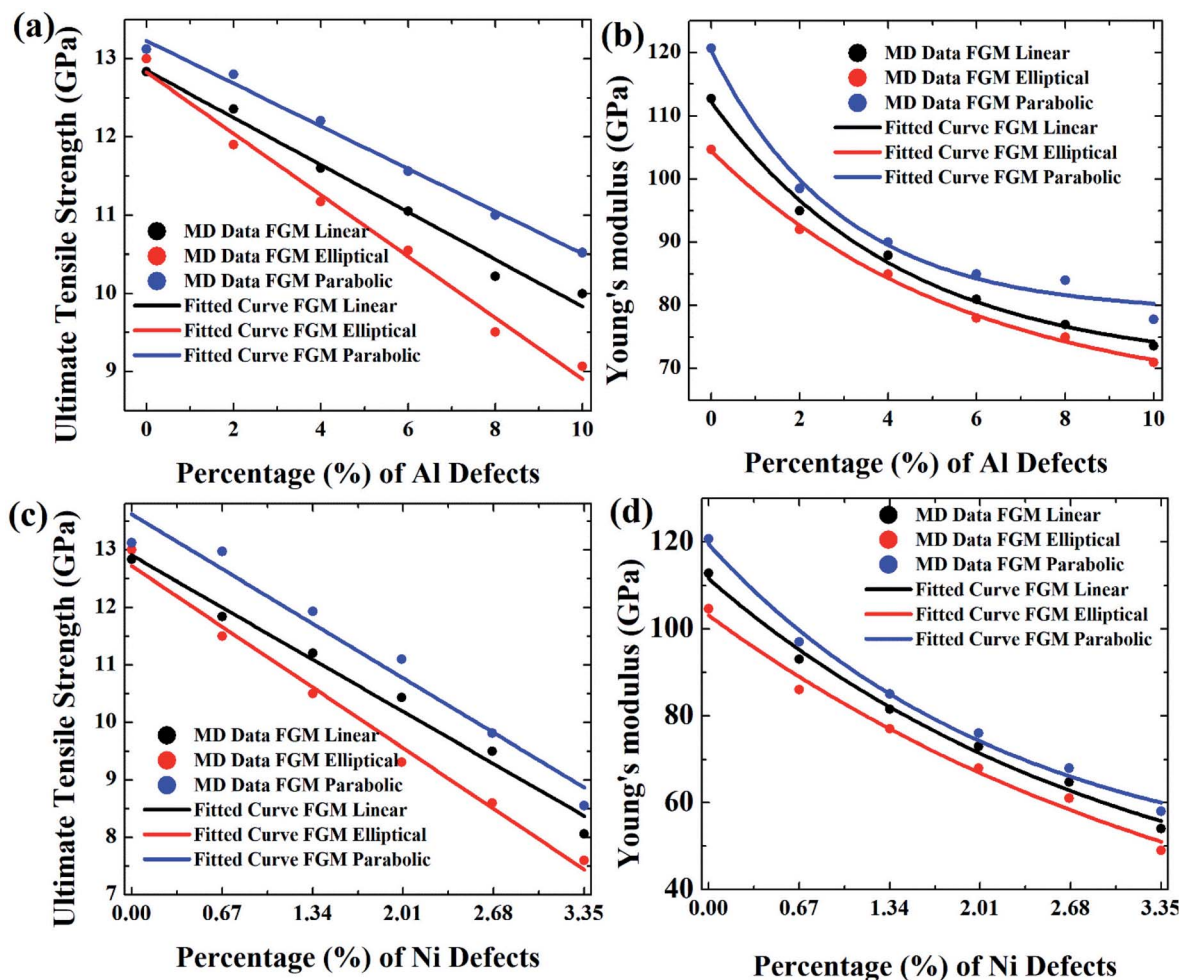 (a)
Ultimate Tensile Strength (GPa)
13
12
11
10
9
MD Data FGM Linear
MD Data FGM Elliptical
MD Data FGM Parabolic
Fitted Curve FGM Linear
Fitted Curve FGM Elliptical
Fitted Curve FGM Parabolic
0 2 4 6 8 10
Percentage (%) of Al Defects
(b)
Young's modulus (GPa)
120
110
100
90
80
70
MD Data FGM Linear
MD Data FGM Elliptical
MD Data FGM Parabolic
Fitted Curve FGM Linear
Fitted Curve FGM Elliptical
Fitted Curve FGM Parabolic
0 2 4 6 8 10
Percentage (%) of Al Defects
(c)
Ultimate Tensile Strength (GPa)
13
12
11
10
9
8
7
MD Data FGM Linear
MD Data FGM Elliptical
MD Data FGM Parabolic
Fitted Curve FGM Linear
Fitted Curve FGM Elliptical
Fitted Curve FGM Parabolic
0.00 0.67 1.34 2.01 2.68 3.35
Percentage (%) of Ni Defects
(d)
Young's modulus (GPa)
120
100
80
60
40
MD Data FGM Linear
MD Data FGM Elliptical
MD Data FGM Parabolic
Fitted Curve FGM Linear
Fitted Curve FGM Elliptical
Fitted Curve FGM Parabolic
0.00 0.67 1.34 2.01 2.68 3.35
Percentage (%) of Ni Defects